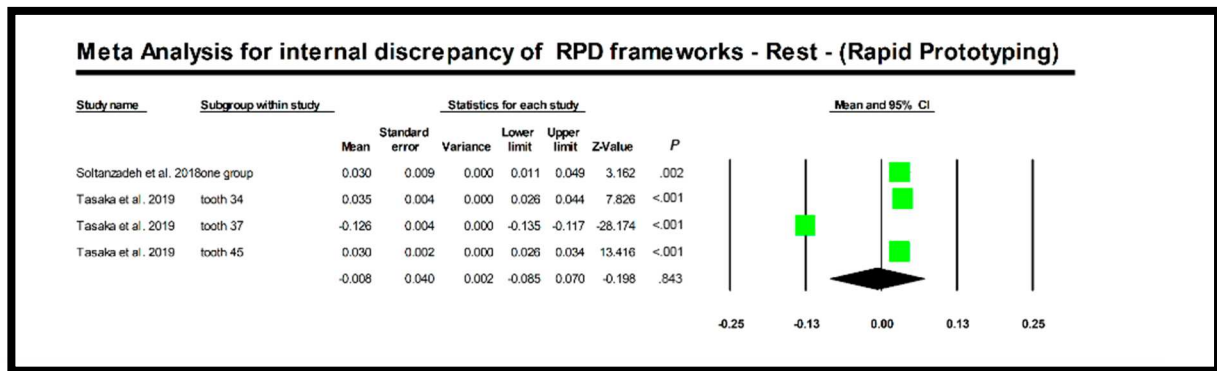 Meta Analysis for internal discrepancy of RPD frameworks - Rest - (Rapid Prototyping)
Study name Subgroup within study Statistics for each study Mean and 95% CI
Mean Standard error Variance Lower limit Upper limit Z-Value P
Soltanzadeh et al. 2018one group 0.030 0.009 0.000 0.011 0.049 3.162 .002
Tasaka et al. 2019 tooth 34 0.035 0.004 0.000 0.026 0.044 7.826 <.001
Tasaka et al. 2019 tooth 37 -0.126 0.004 0.000 -0.135 -0.117 -28.174 <.001
Tasaka et al. 2019 tooth 45 0.030 0.002 0.000 0.026 0.034 13.416 <.001
-0.008 0.040 0.002 -0.085 0.070 -0.198 .843
-0.25 -0.13 0.00 0.13 0.25